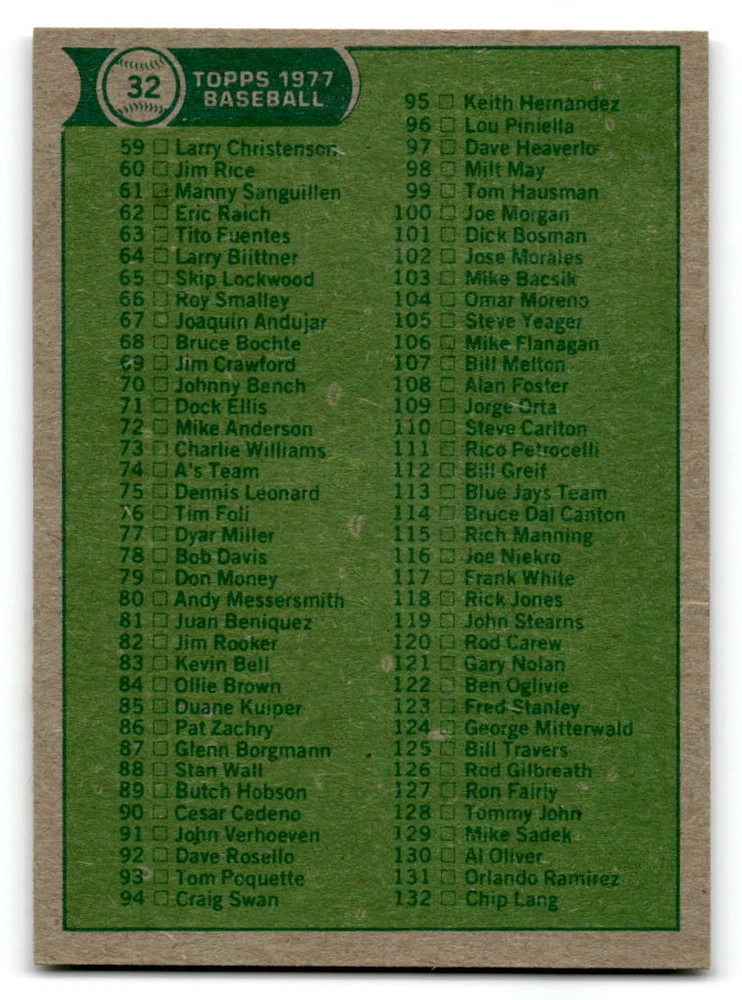 32
TOPPS 1977
BASEBALL
59 Larry Christenson
60 Jim Rice
61 Manny Sanguillen
62 Eric Raich
63 Tito Fuentes
64 Larry Biittner
65 Skip Lockwood
66 Roy Smalley
67 Joaquin Andujar
68 Bruce Bochte
69 Jim Crawford
70 Johnny Bench
71 Dock Ellis
72 Mike Anderson
73 Charlie Williams
74 A's Team
75 Dennis Leonard
76 Tim Foli
77 Dyar Miller
78 Bob Davis
79 Don Money
80 Andy Messersmith
81 Juan Beniquez
82 Jim Rooker
83 Kevin Bell
84 Ollie Brown
85 Duane Kuiper
86 Pat Zachry
87 Glenn Borgmann
88 Stan Wall
89 Butch Hobson
90 Cesar Cedeno
91 John Verhoeven
92 Dave Rosello
93 Tom Poquette
94 Craig Swan
95 Keith Hernandez
96 Lou Piniella
97 Dave Heaverlo
98 Milt May
99 Tom Hausman
100 Joe Morgan
101 Dick Bosman
102 Jose Morales
103 Mike Bacsik
104 Omar Moreno
105 Steve Yeager
106 Mike Flanagan
107 Bill Melton
108 Alan Foster
109 Jorge Orta
110 Steve Carlton
111 Rico Petrocelli
112 Bill Greif
113 Blue Jays Team
114 Bruce Dal Canton
115 Rich Manning
116 Joe Niekro
117 Frank White
118 Rick Jones
119 John Stearns
120 Rod Carew
121 Gary Nolan
122 Ben Oglivie
123 Fred Stanley
124 George Mitterwald
125 Bill Travers
126 Rod Gilbreath
127 Ron Fairly
128 Tommy John
129 Mike Sadek
130 Al Oliver
131 Orlando Ramirez
132 Chip Lang